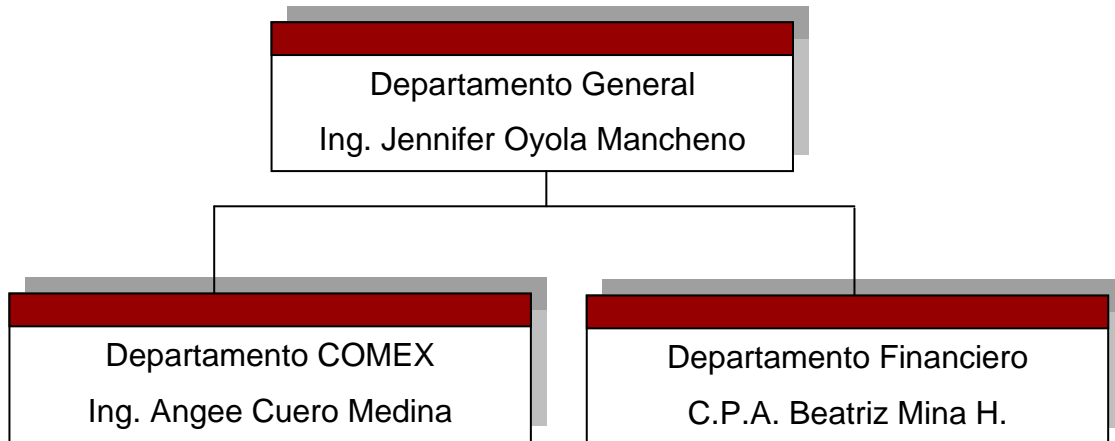 Departamento General
Ing. Jennifer Oyola Mancheno
Departamento COMEX
Ing. Angee Cuero Medina
Departamento Financiero
C.P.A. Beatriz Mina H.